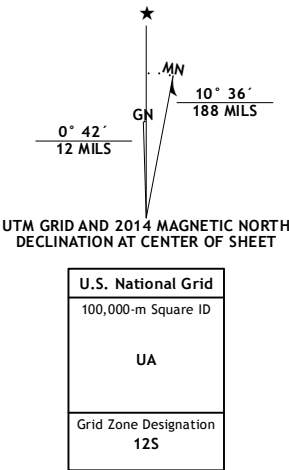 ★
MN
GN
10° 36´
188 MILS
0° 42´
12 MILS
UTM GRID AND 2014 MAGNETIC NORTH
DECLINATION AT CENTER OF SHEET
U.S. National Grid
100,000-m Square ID
UA
Grid Zone Designation
12S